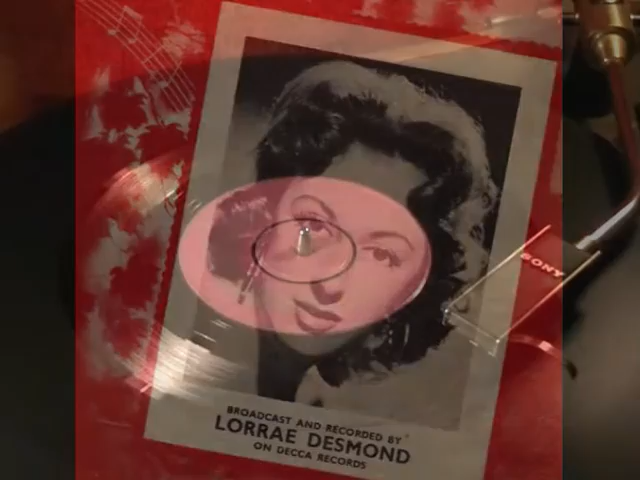 SONY
BROADCAST AND RECORDED BY
LORRAE DESMOND
ON DECCA RECORDS